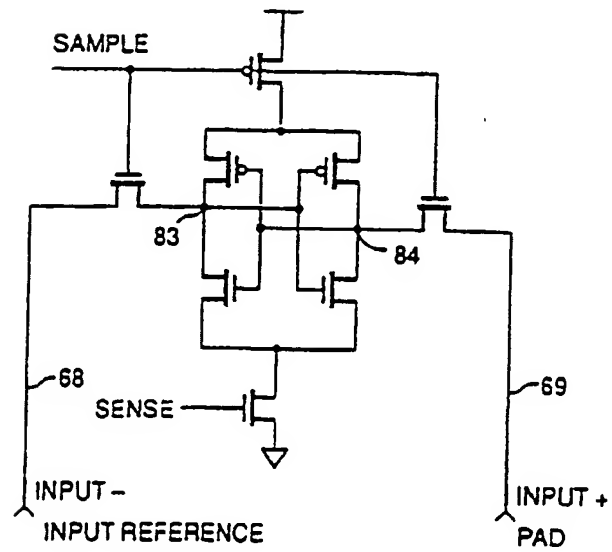 SAMPLE
83
84
68
69
SENSE
INPUT –
INPUT REFERENCE
INPUT +
PAD